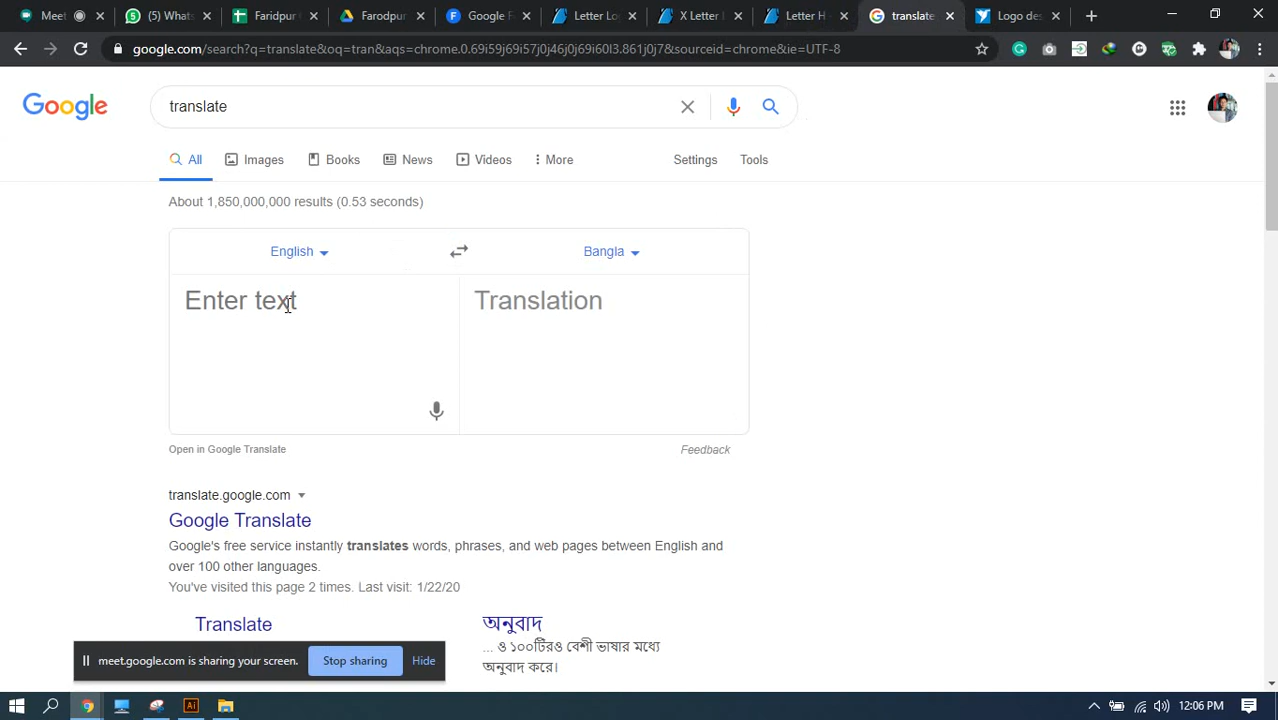 Meet
(5) Whats
Faridpur
Farodpur
Google F
Letter Lo
X Letter
Letter H
translate
Logo des
google.com/search?q=translate&oq=tran&aqs=chrome.0.69i59j69i57j0j46j0j69i60l3.861j0j7&sourceid=chrome&ie=UTF-8
Google
translate
All
Images
Books
News
Videos
More
Settings
Tools
About 1,850,000,000 results (0.53 seconds)
English
Bangla
Enter text
Translation
Open in Google Translate
Feedback
translate.google.com
Google Translate
Google's free service instantly translates words, phrases, and web pages between English and
over 100 other languages.
You've visited this page 2 times. Last visit: 1/22/20
Translate
অনুবাদ
... ও ১০০টিরও বেশী ভাষার মধ্যে
অনুবাদ করে।
meet.google.com is sharing your screen.
Stop sharing
Hide
Ai
12:06 PM